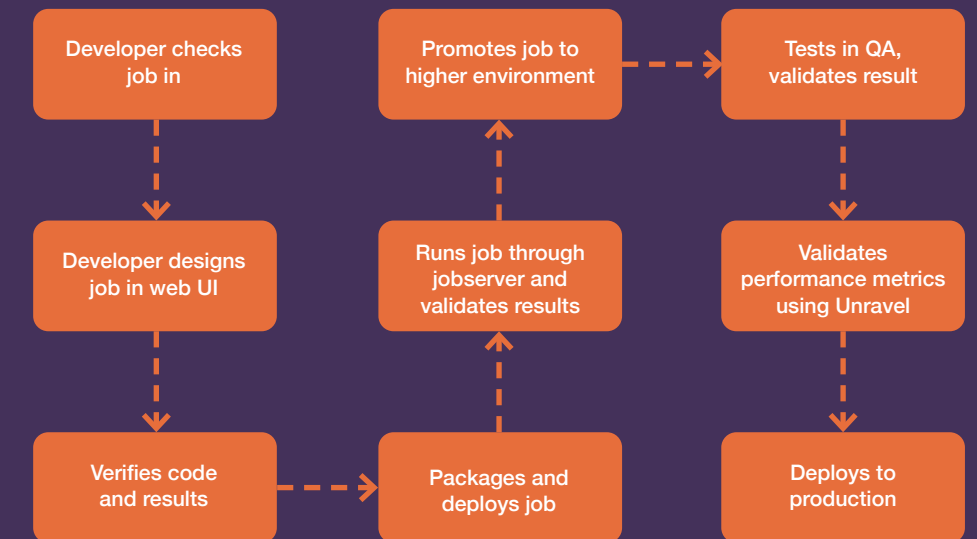 Developer checks
job in
Developer designs
job in web UI
Verifies code
and results
Packages and
deploys job
Runs job through
jobserver and
validates results
Promotes job to
higher environment
Tests in QA,
validates result
Validates
performance metrics
using Unravel
Deploys to
production